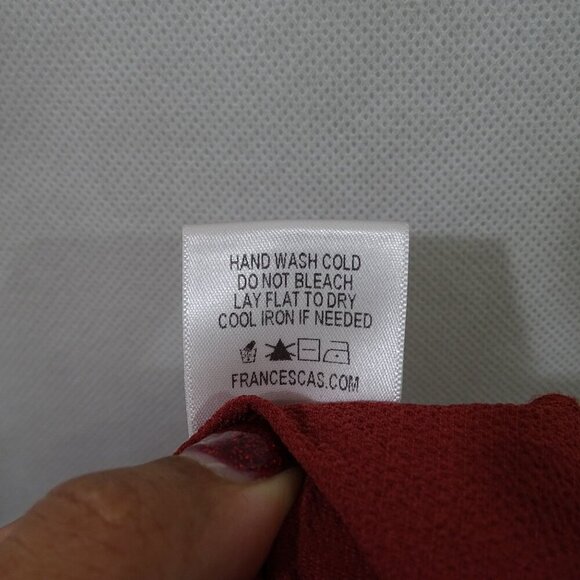 HAND WASH COLD
DO NOT BLEACH
LAY FLAT TO DRY
COOL IRON IF NEEDED
FRANCESCAS.COM